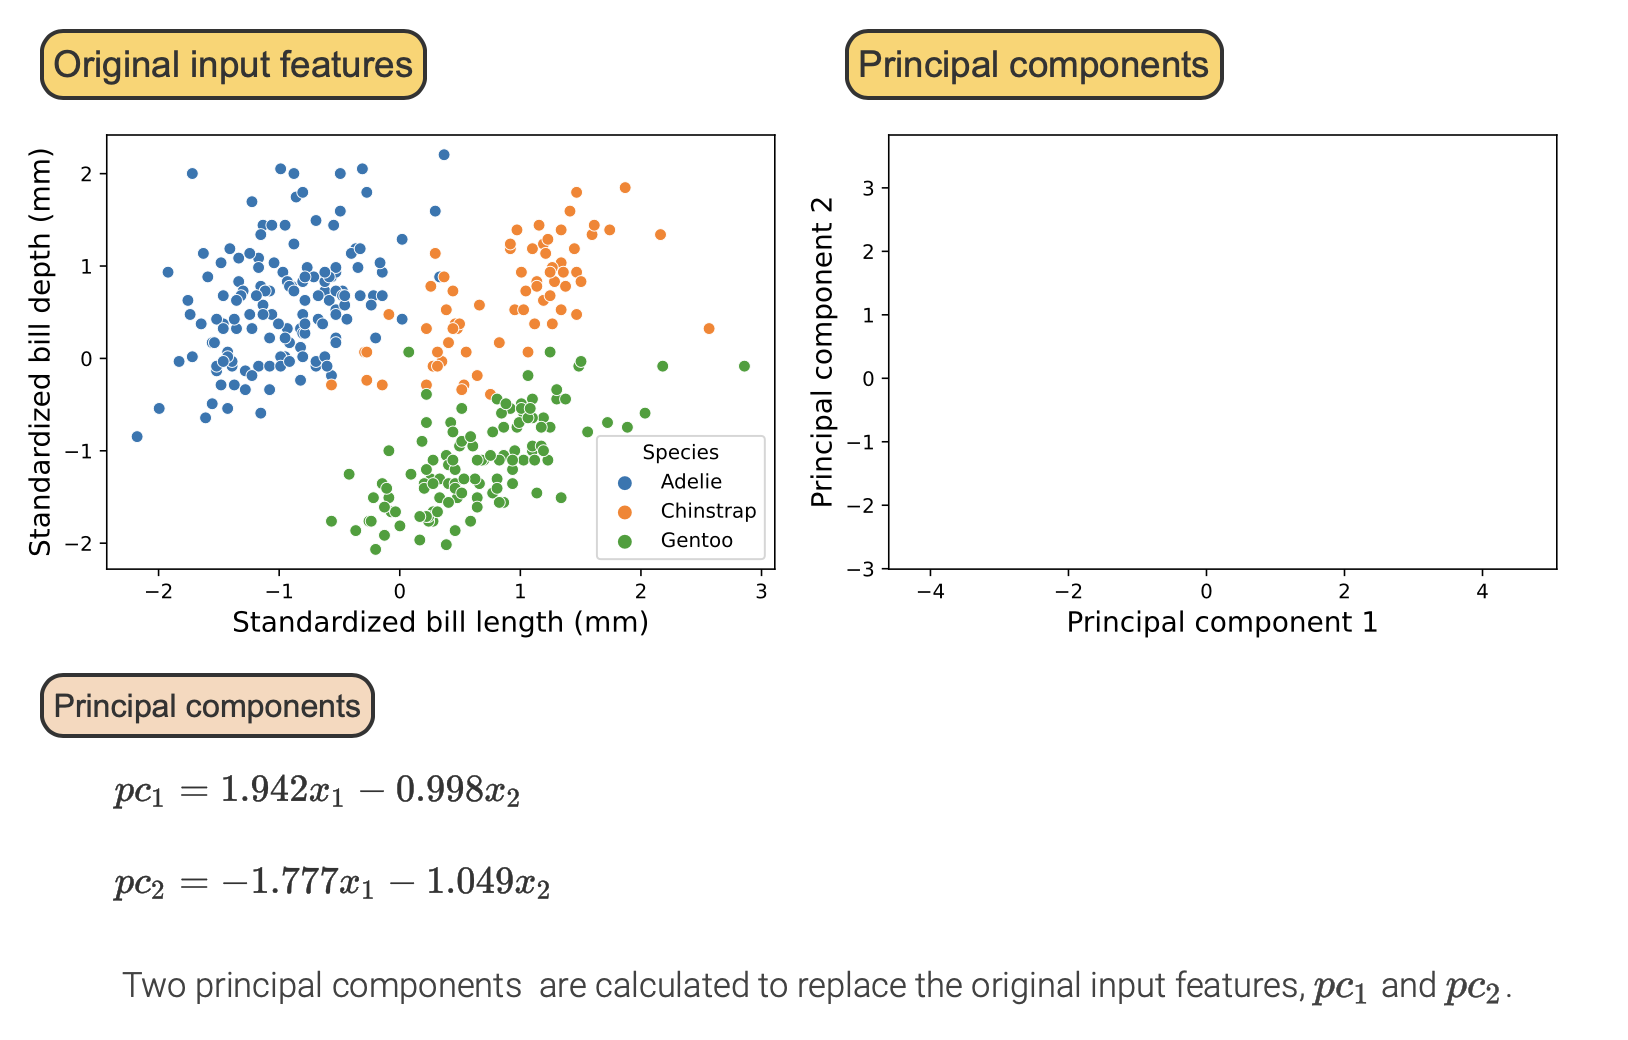 Original input features
Principal components
Standardized bill depth (mm)
2
1
0
−1
−2
−2 −1 0 1 2 3
Standardized bill length (mm)
Species
Adelie
Chinstrap
Gentoo
Principal component 2
3
2
1
0
−1
−2
−3
−4 −2 0 2 4
Principal component 1
Principal components
pc₁ = 1.942x₁ − 0.998x₂
pc₂ = −1.777x₁ − 1.049x₂
Two principal components are calculated to replace the original input features, pc₁ and pc₂.